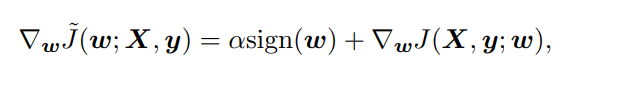 ∇_w J̃(w; X, y) = αsign(w) + ∇_w J(X, y; w),